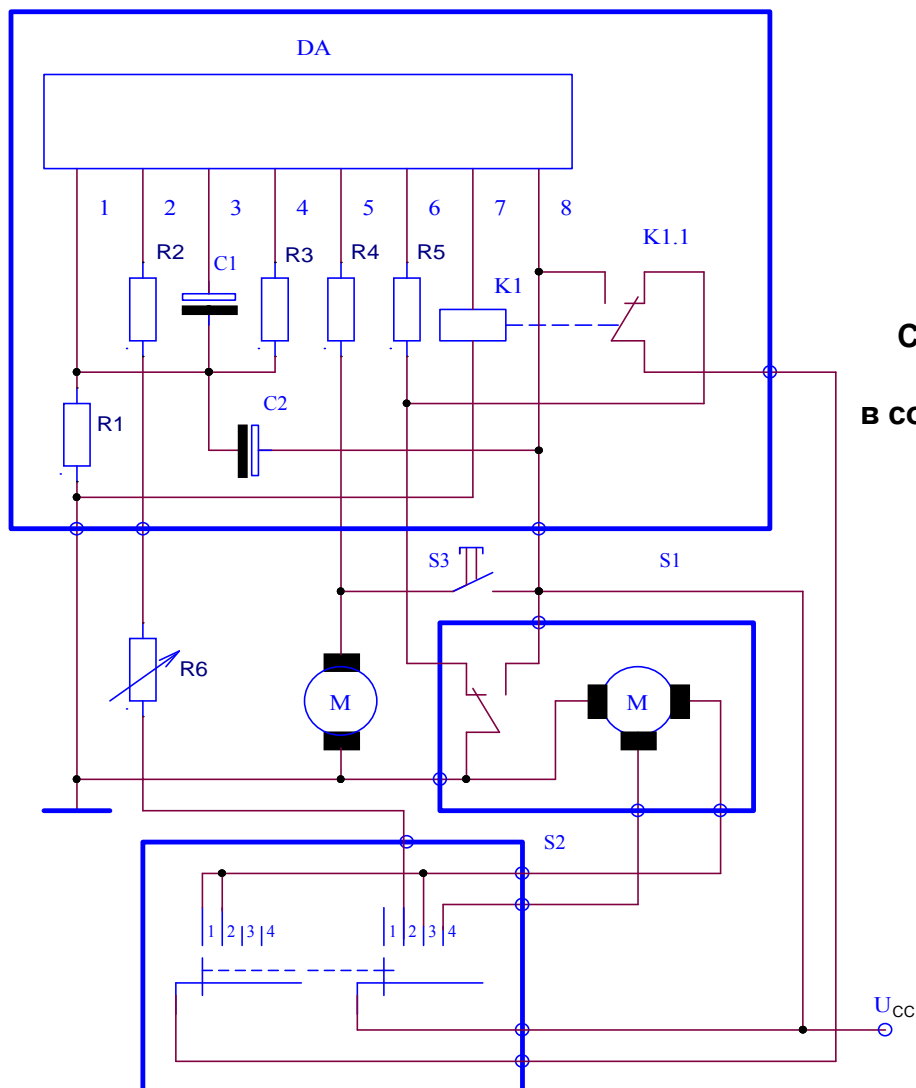 DA
1 2 3 4 5 6 7 8
K1.1
R2 C1 R3 R4 R5 K1
С
C2
R1
в со
S3 S1
R6 M M
S2
1 2 3 4 1 2 3 4
UCC